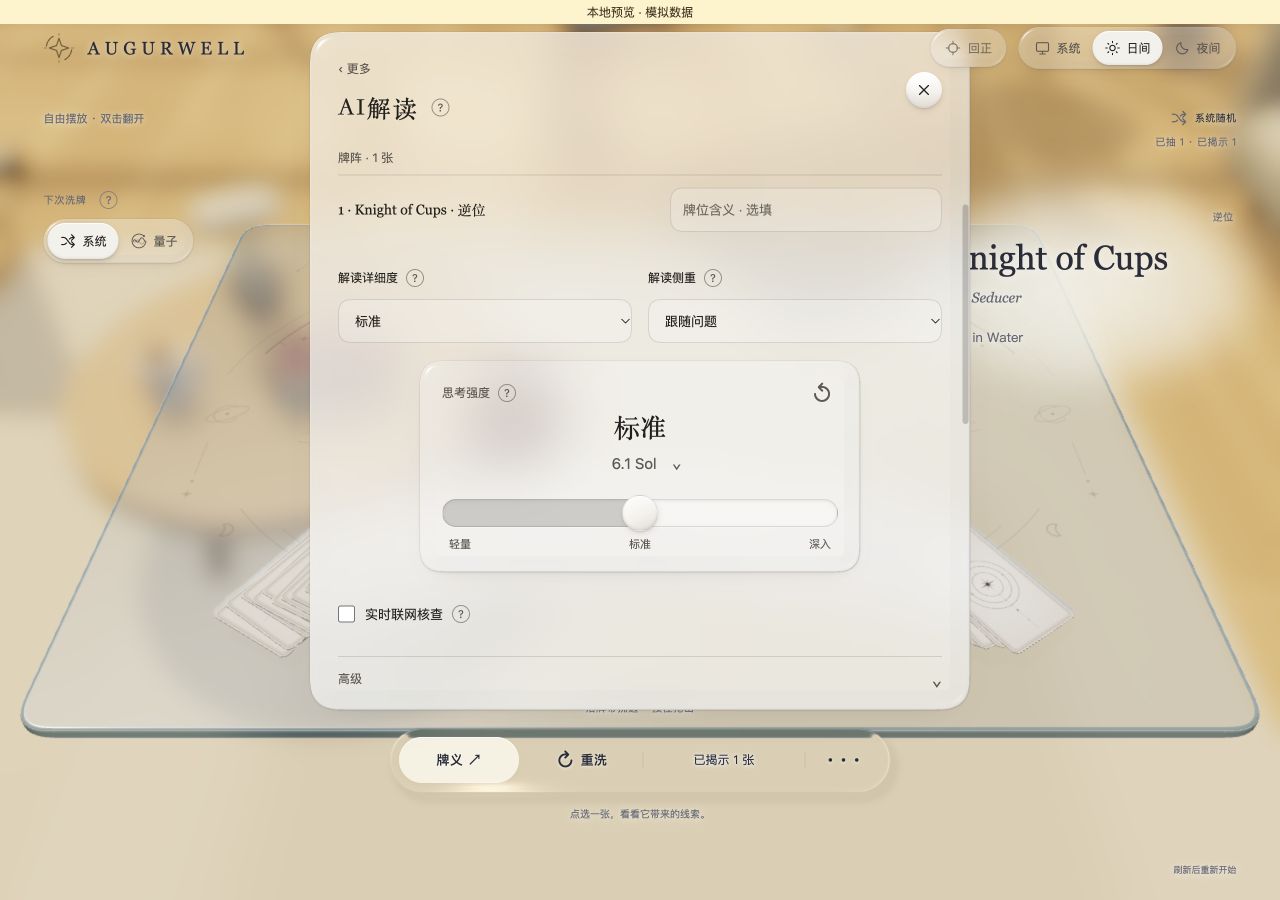 本地预览 · 模拟数据
AUGURWELL
回正
系统
日间
夜间
‹ 更多
AI解读 ?
自由摆放 · 双击翻开
系统随机
已抽 1 · 已揭示 1
牌阵 · 1 张
下次洗牌 ?
系统
量子
1 · Knight of Cups · 逆位
牌位含义 · 选填
逆位
night of Cups
Seducer
in Water
解读详细度 ?
解读侧重 ?
标准
跟随问题
思考强度 ?
标准
6.1 Sol
轻量
标准
深入
实时联网核查 ?
高级
牌义 ↗
重洗
已揭示 1 张
点选一张，看看它带来的线索。
刷新后重新开始